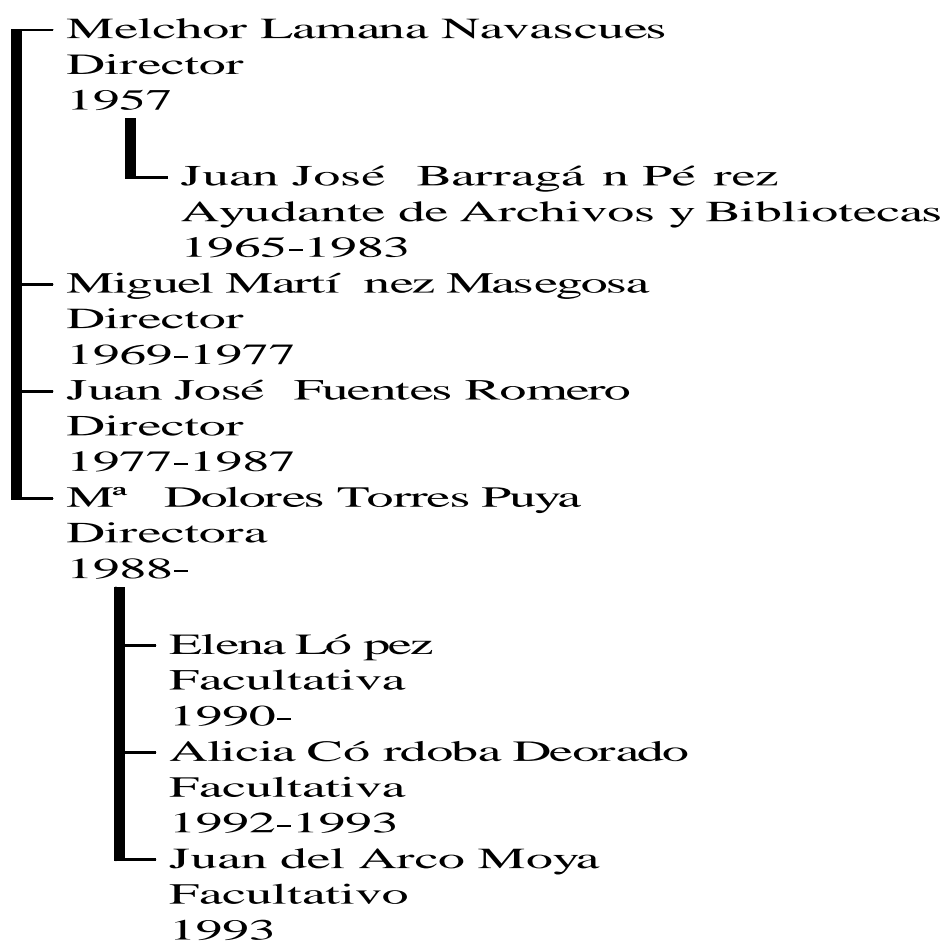 Melchor Lamana Navascues
Director
1957
Juan José Barragá n Pé rez
Ayudante de Archivos y Bibliotecas
1965-1983
Miguel Martí nez Masegosa
Director
1969-1977
Juan José Fuentes Romero
Director
1977-1987
Mª Dolores Torres Puya
Directora
1988-
Elena Ló pez
Facultativa
1990-
Alicia Có rdoba Deorado
Facultativa
1992-1993
Juan del Arco Moya
Facultativo
1993